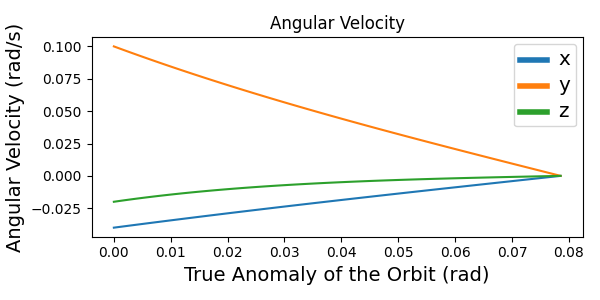 Angular Velocity
Angular Velocity (rad/s)
0.100
0.075
0.050
0.025
0.000
−0.025
x
y
z
0.00 0.01 0.02 0.03 0.04 0.05 0.06 0.07 0.08
True Anomaly of the Orbit (rad)